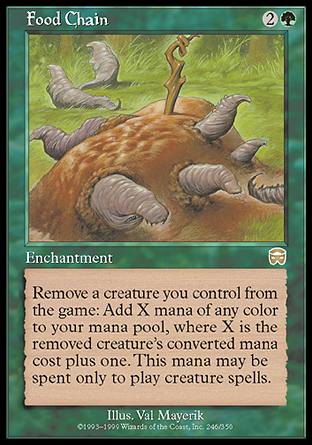 Food Chain 2
Enchantment
Remove a creature you control from
the game: Add X mana of any color
to your mana pool, where X is the
removed creature's converted mana
cost plus one. This mana may be
spent only to play creature spells.
Illus. Val Mayerik
©1993–1999 Wizards of the Coast, Inc. 246/350